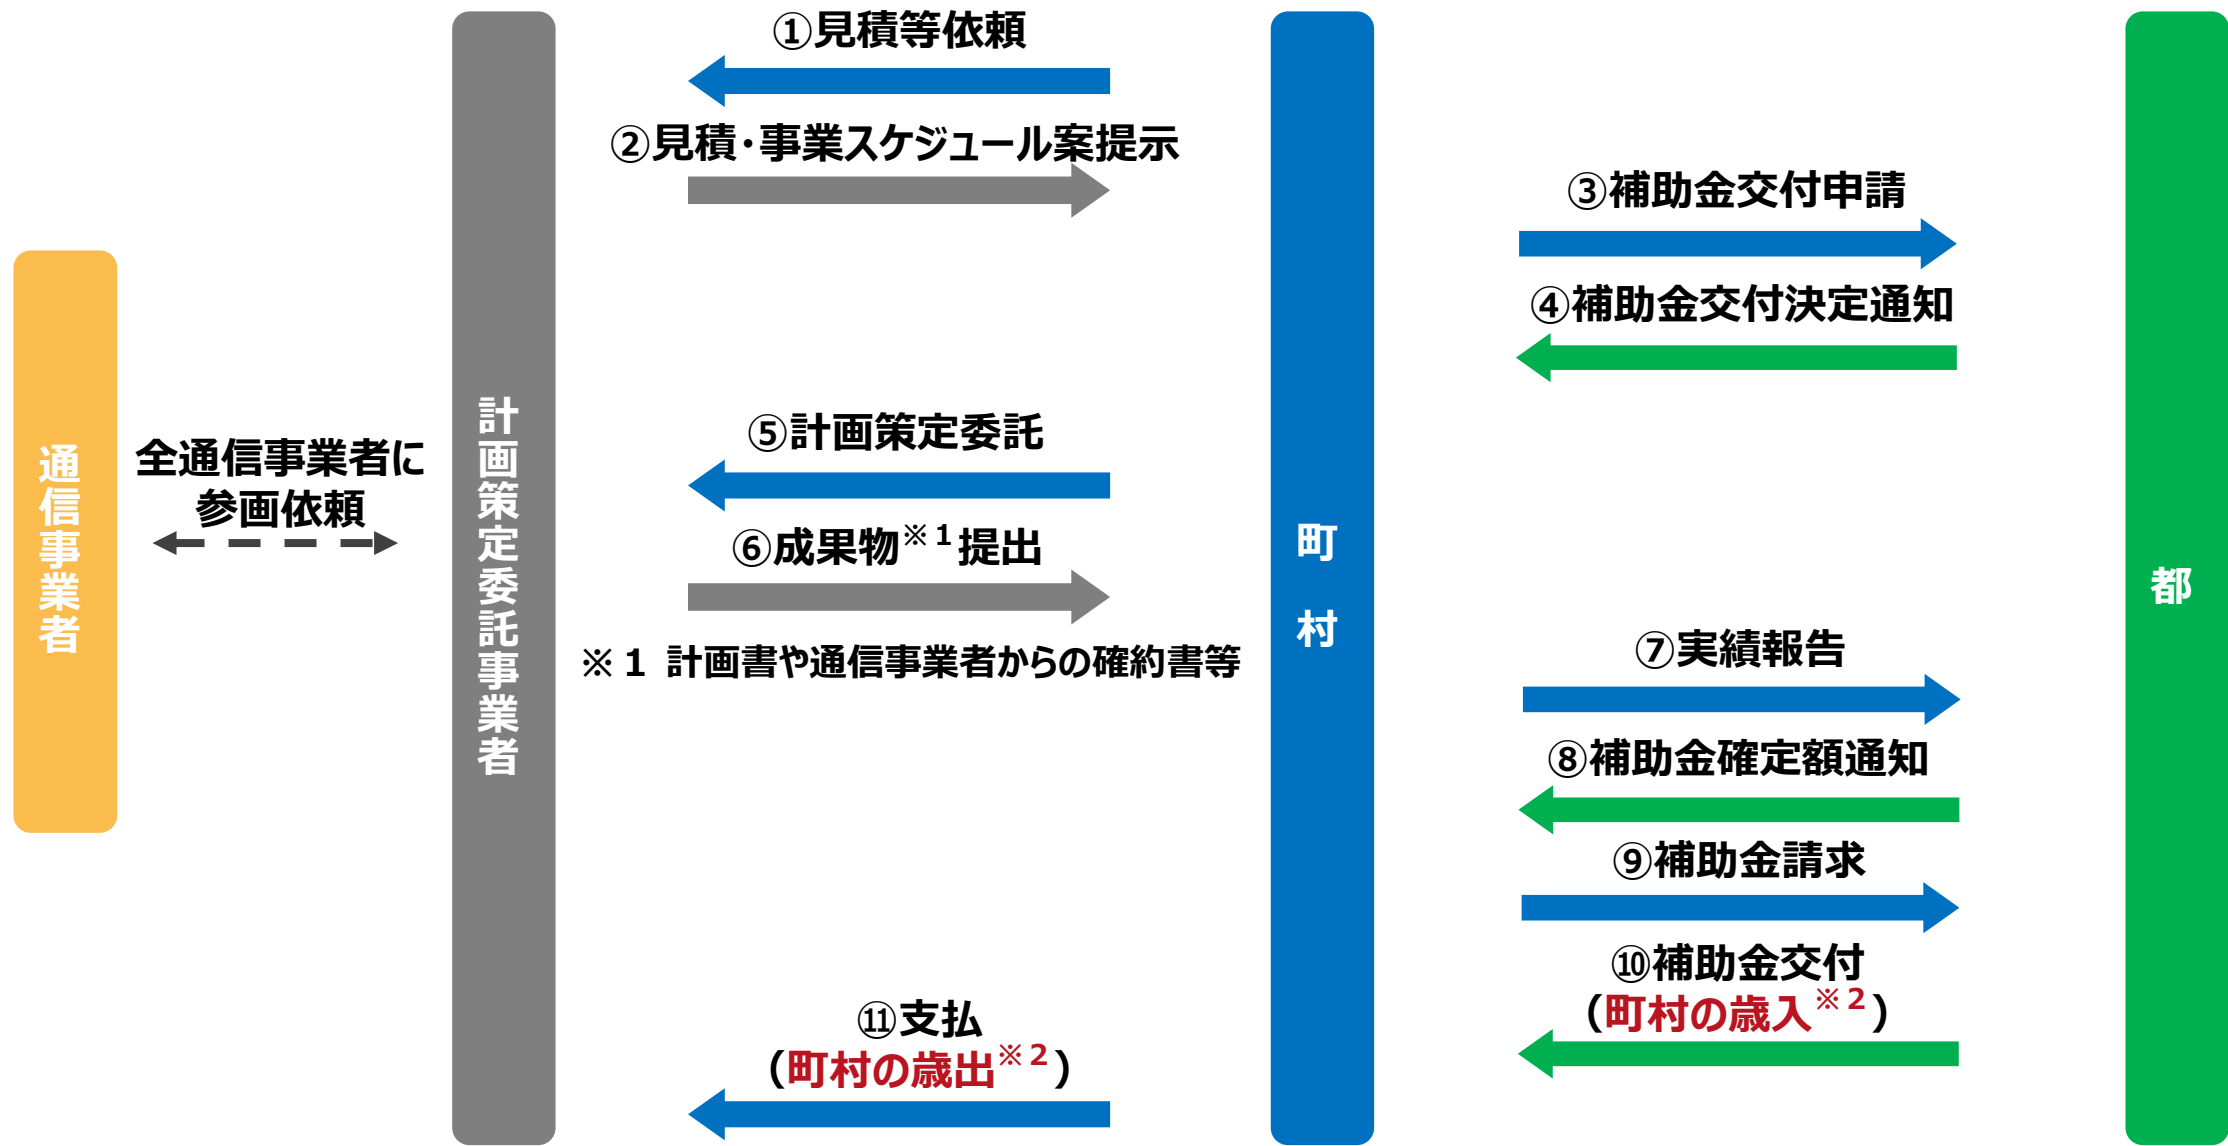 ①見積等依頼
②見積・事業スケジュール案提示
③補助金交付申請
④補助金交付決定通知
通信事業者
全通信事業者に
参画依頼
計画策定委託事業者
⑤計画策定委託
⑥成果物※1提出
※1 計画書や通信事業者からの確約書等
町村
都
⑦実績報告
⑧補助金確定額通知
⑨補助金請求
⑩補助金交付
(町村の歳入※2)
⑪支払
(町村の歳出※2)